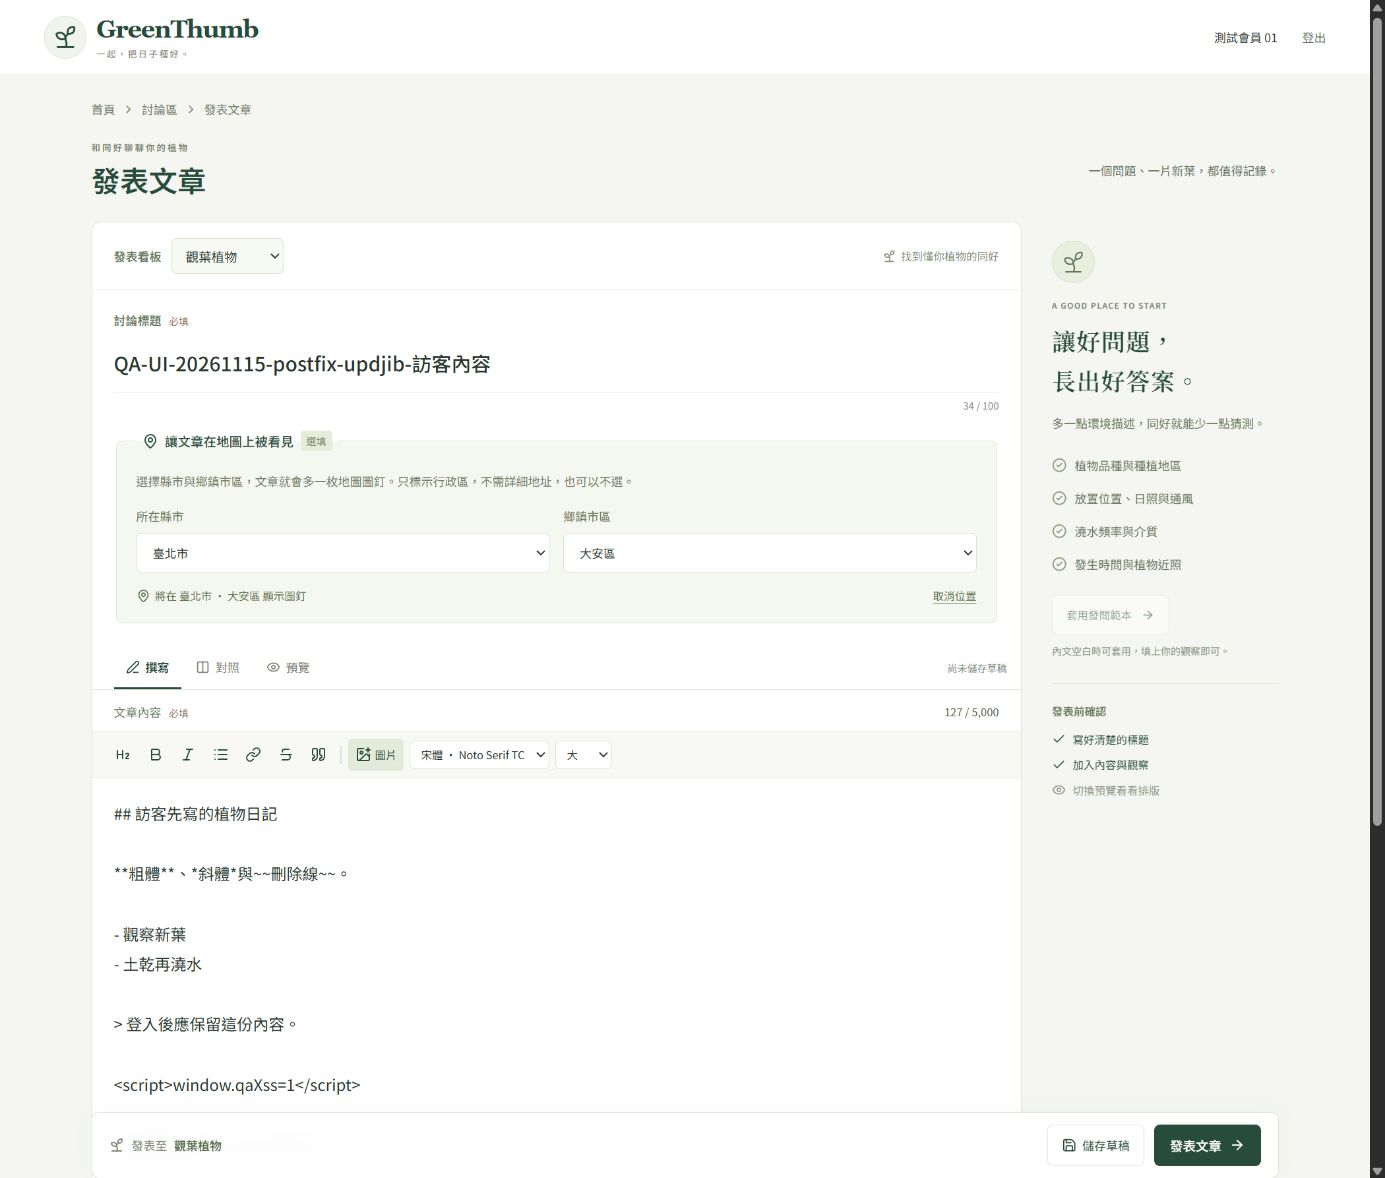 GreenThumb
一起，把日子種好。
測試會員 01
登出
首頁 > 討論區 > 發表文章
和同好聊聊你的植物
發表文章
一個問題、一片新葉，都值得記錄。
發表看板
觀葉植物
找到懂你植物的同好
討論標題 必填
QA-UI-20261115-postfix-updjib-訪客內容
34 / 100
讓文章在地圖上被看見 選填
選擇縣市與鄉鎮市區，文章就會多一枚地圖圖釘。只標示行政區，不需詳細地址，也可以不選。
所在縣市
鄉鎮市區
臺北市
大安區
將在 臺北市 · 大安區 顯示圖釘
取消位置
撰寫
對照
預覽
尚未儲存草稿
文章內容 必填
127 / 5,000
H2
B
I
S
圖片
宋體 · Noto Serif TC
大
## 訪客先寫的植物日記
**粗體**、*斜體*與~~刪除線~~。
- 觀察新葉
- 土乾再澆水
> 登入後應保留這份內容。
<script>window.qaXss=1</script>
發表至 觀葉植物
儲存草稿
發表文章
A GOOD PLACE TO START
讓好問題，
長出好答案。
多一點環境描述，同好就能少一點猜測。
植物品種與種植地區
放置位置、日照與通風
澆水頻率與介質
發生時間與植物近照
套用發問範本
內文空白時可套用，填上你的觀察即可。
發表前確認
寫好清楚的標題
加入內容與觀察
切換預覽看看排版